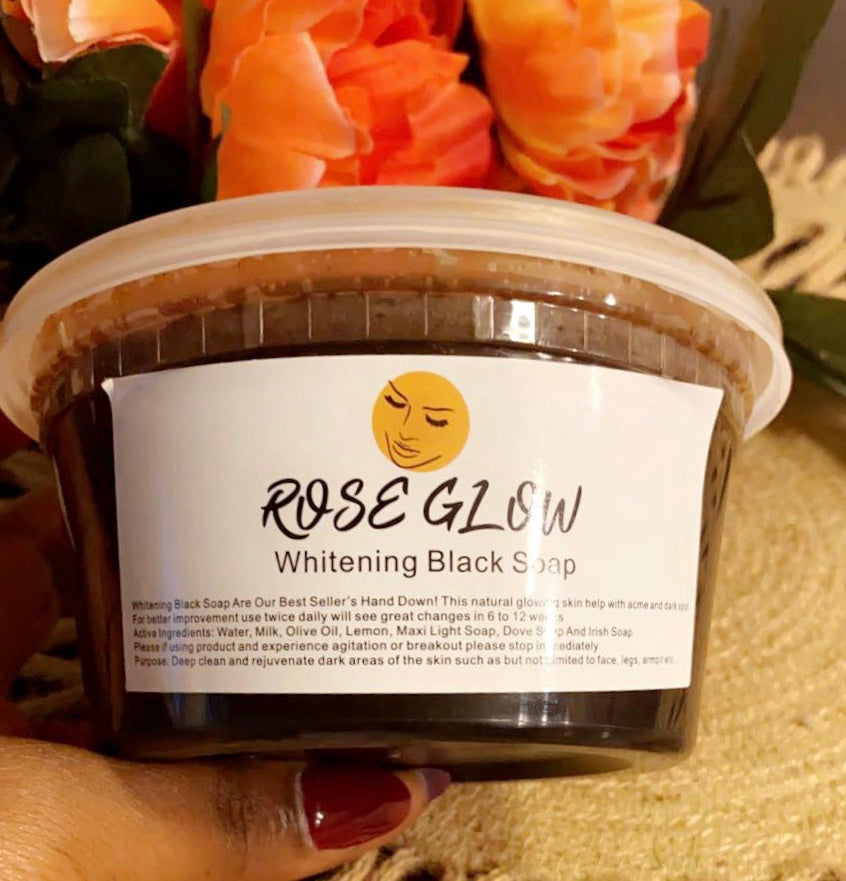 ROSE GLOW
Whitening Black Soap
Whitening Black Soap Are Our Best Seller's Hand Down! This natural glowing skin help with acme and dark spot
For better improvement use twice daily will see great changes in 6 to 12 weeks
Active Ingredients: Water, Milk, Olive Oil, Lemon, Maxi Light Soap, Dove Soap And Irish Soap
Please if using product and experience agitation or breakout please stop immediately
Purpose: Deep clean and rejuvenate dark areas of the skin such as but not Limited to face, legs, armpit etc.